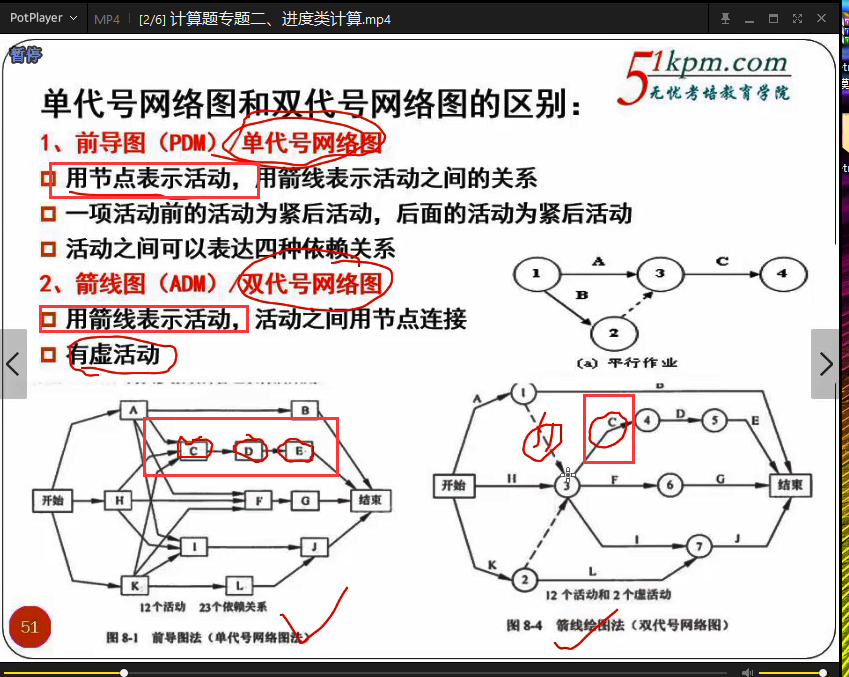 PotPlayer MP4 [2/6] 计算题专题二、进度类计算.mp4
暂停
51kpm.com
无忧考培教育学院
单代号网络图和双代号网络图的区别：
1、前导图（PDM）/单代号网络图
用节点表示活动，用箭线表示活动之间的关系
一项活动前的活动为紧后活动，后面的活动为紧后活动
活动之间可以表达四种依赖关系
2、箭线图（ADM）/双代号网络图
用箭线表示活动，活动之间用节点连接
有虚活动
1 A 3 C 4
B
2
(a) 平行作业
A B
C D E
开始 H F G 结束
I J
K L
12个活动 23个依赖关系
图 8-1 前导图法（单代号网络图法）
A 1 B
C 4 D 5 E
开始 H 3 F 6 G 结束
I 7 J
K 2 L
12 个活动和 2 个虚活动
图 8-4 箭线绘图法（双代号网络图）
51